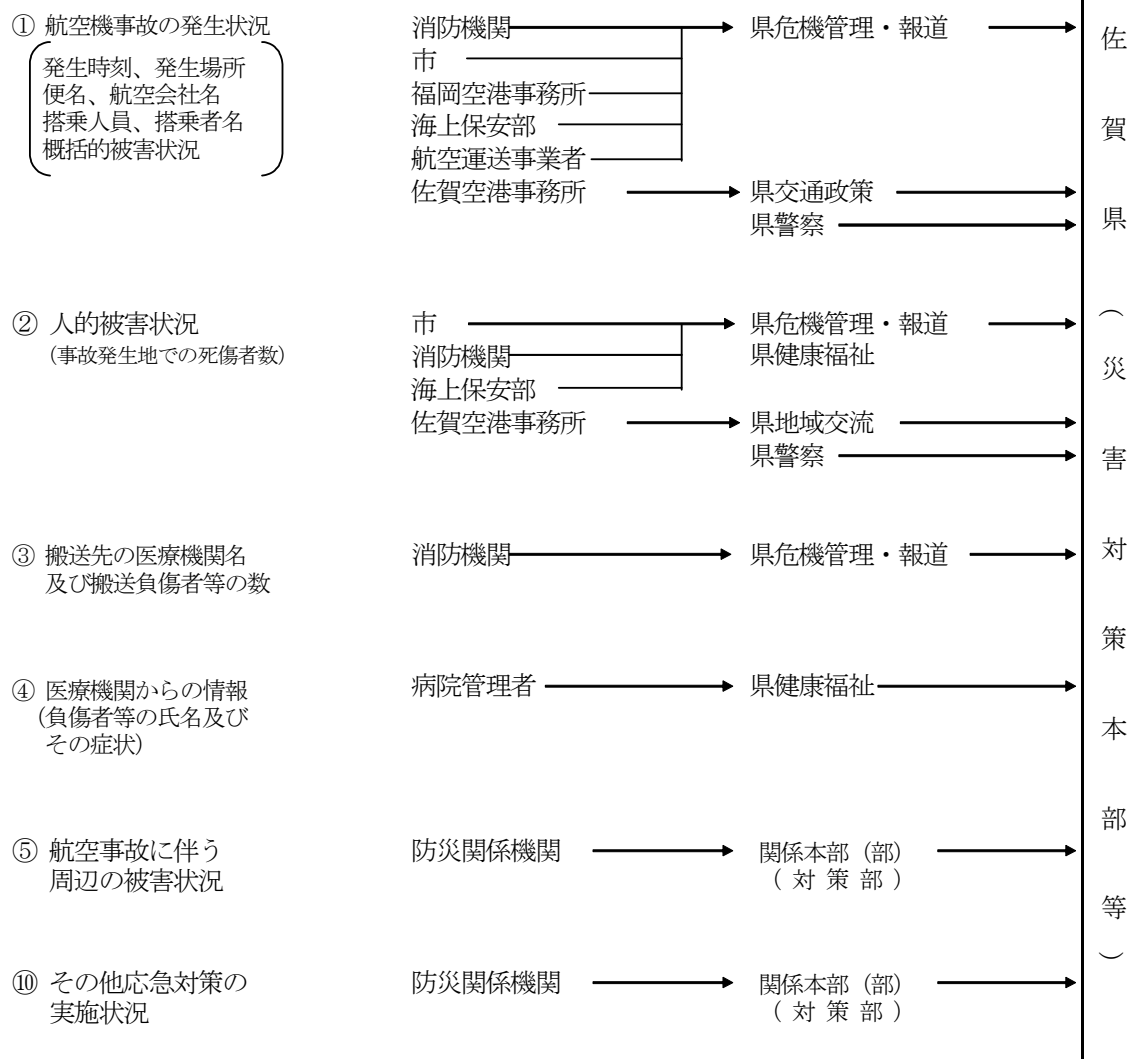 ① 航空機事故の発生状況
発生時刻、発生場所
便名、航空会社名
搭乗人員、搭乗者名
概括的被害状況
消防機関
市
福岡空港事務所
海上保安部
航空運送事業者
佐賀空港事務所
県危機管理・報道
県交通政策
県警察
② 人的被害状況
(事故発生地での死傷者数)
市
消防機関
海上保安部
佐賀空港事務所
県危機管理・報道
県健康福祉
県地域交流
県警察
③ 搬送先の医療機関名
及び搬送負傷者等の数
消防機関
県危機管理・報道
④ 医療機関からの情報
(負傷者等の氏名及び
その症状)
病院管理者
県健康福祉
⑤ 航空事故に伴う
周辺の被害状況
防災関係機関
関係本部(部)
(対策部)
⑩ その他応急対策の
実施状況
防災関係機関
関係本部(部)
(対策部)
佐賀県(災害対策本部等)